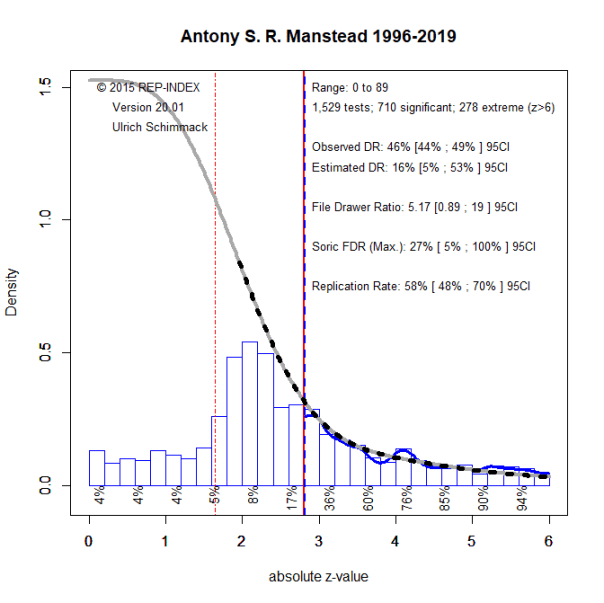 Antony S. R. Manstead 1996-2019
© 2015 REP-INDEX
Version 20.01
Ulrich Schimmack
Range: 0 to 89
1,529 tests; 710 significant; 278 extreme (z>6)
Observed DR: 46% [44% ; 49% ] 95CI
Estimated DR: 16% [5% ; 53% ] 95CI
File Drawer Ratio: 5.17 [0.89 ; 19 ] 95CI
Soric FDR (Max.): 27% [ 5% ; 100% ] 95CI
Replication Rate: 58% [ 48% ; 70% ] 95CI
Density
1.5
1.0
0.5
0.0
4% 4% 4% 5% 8% 17% 36% 60% 76% 85% 90% 94%
0 1 2 3 4 5 6
absolute z-value